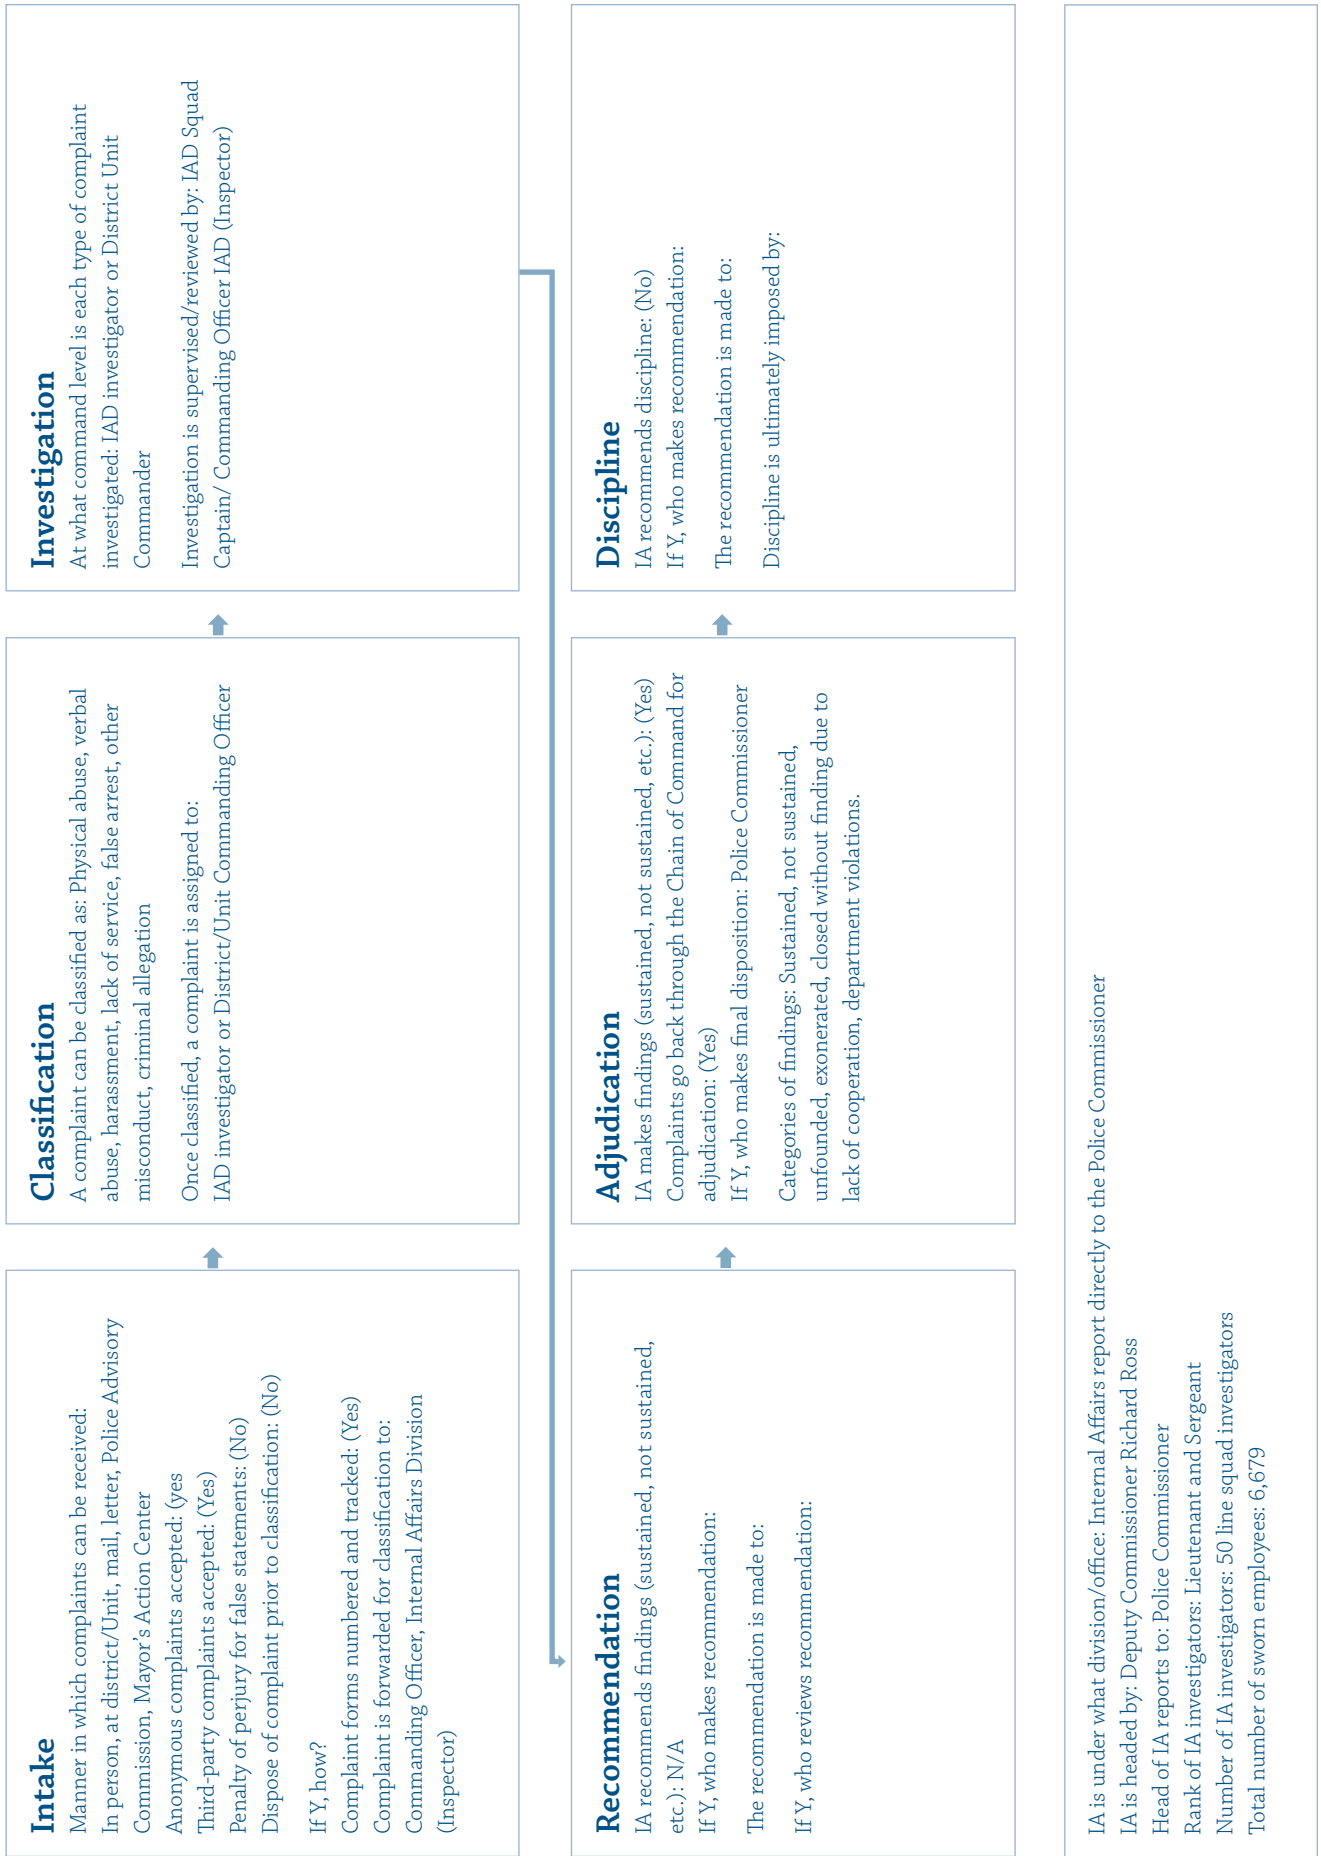 Intake
Manner in which complaints can be received:
In person, at district/Unit, mail, letter, Police Advisory
Commission, Mayor's Action Center
Anonymous complaints accepted: (yes
Third-party complaints accepted: (Yes)
Penalty of perjury for false statements: (No)
Dispose of complaint prior to classification: (No)
If Y, how?
Complaint forms numbered and tracked: (Yes)
Complaint is forwarded for classification to:
Commanding Officer, Internal Affairs Division
(Inspector)
Classification
A complaint can be classified as: Physical abuse, verbal
abuse, harassment, lack of service, false arrest, other
misconduct, criminal allegation
Once classified, a complaint is assigned to:
IAD investigator or District/Unit Commanding Officer
Investigation
At what command level is each type of complaint
investigated: IAD investigator or District Unit
Commander
Investigation is supervised/reviewed by: IAD Squad
Captain/ Commanding Officer IAD (Inspector)
Recommendation
IA recommends findings (sustained, not sustained,
etc.): N/A
If Y, who makes recommendation:
The recommendation is made to:
If Y, who reviews recommendation:
Adjudication
IA makes findings (sustained, not sustained, etc.): (Yes)
Complaints go back through the Chain of Command for
adjudication: (Yes)
If Y, who makes final disposition: Police Commissioner
Categories of findings: Sustained, not sustained,
unfounded, exonerated, closed without finding due to
lack of cooperation, department violations.
Discipline
IA recommends discipline: (No)
If Y, who makes recommendation:
The recommendation is made to:
Discipline is ultimately imposed by:
IA is under what division/office: Internal Affairs report directly to the Police Commissioner
IA is headed by: Deputy Commissioner Richard Ross
Head of IA reports to: Police Commissioner
Rank of IA investigators: Lieutenant and Sergeant
Number of IA investigators: 50 line squad investigators
Total number of sworn employees: 6,679